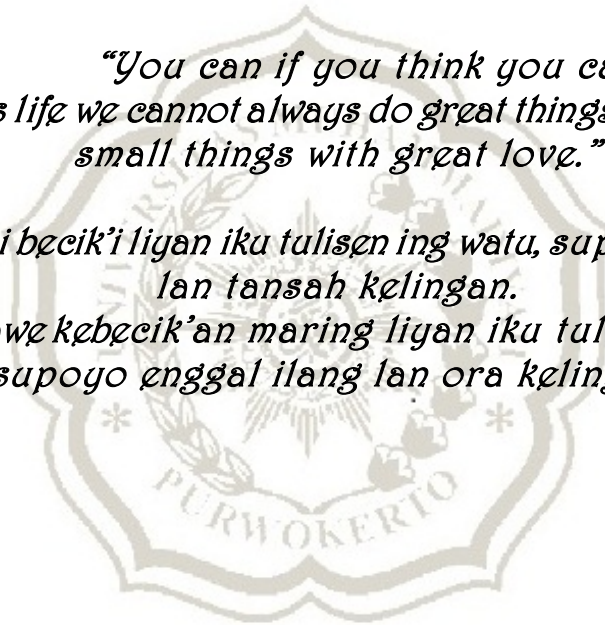 “You can if you think you ca
s life we cannot always do great things
small things with great love.”
i becik’i liyan iku tulisen ing watu, sup
lan tansah kelingan.
we kebecik’an maring liyan iku tul
supoyo enggal ilang lan ora keling
PURWOKERTO